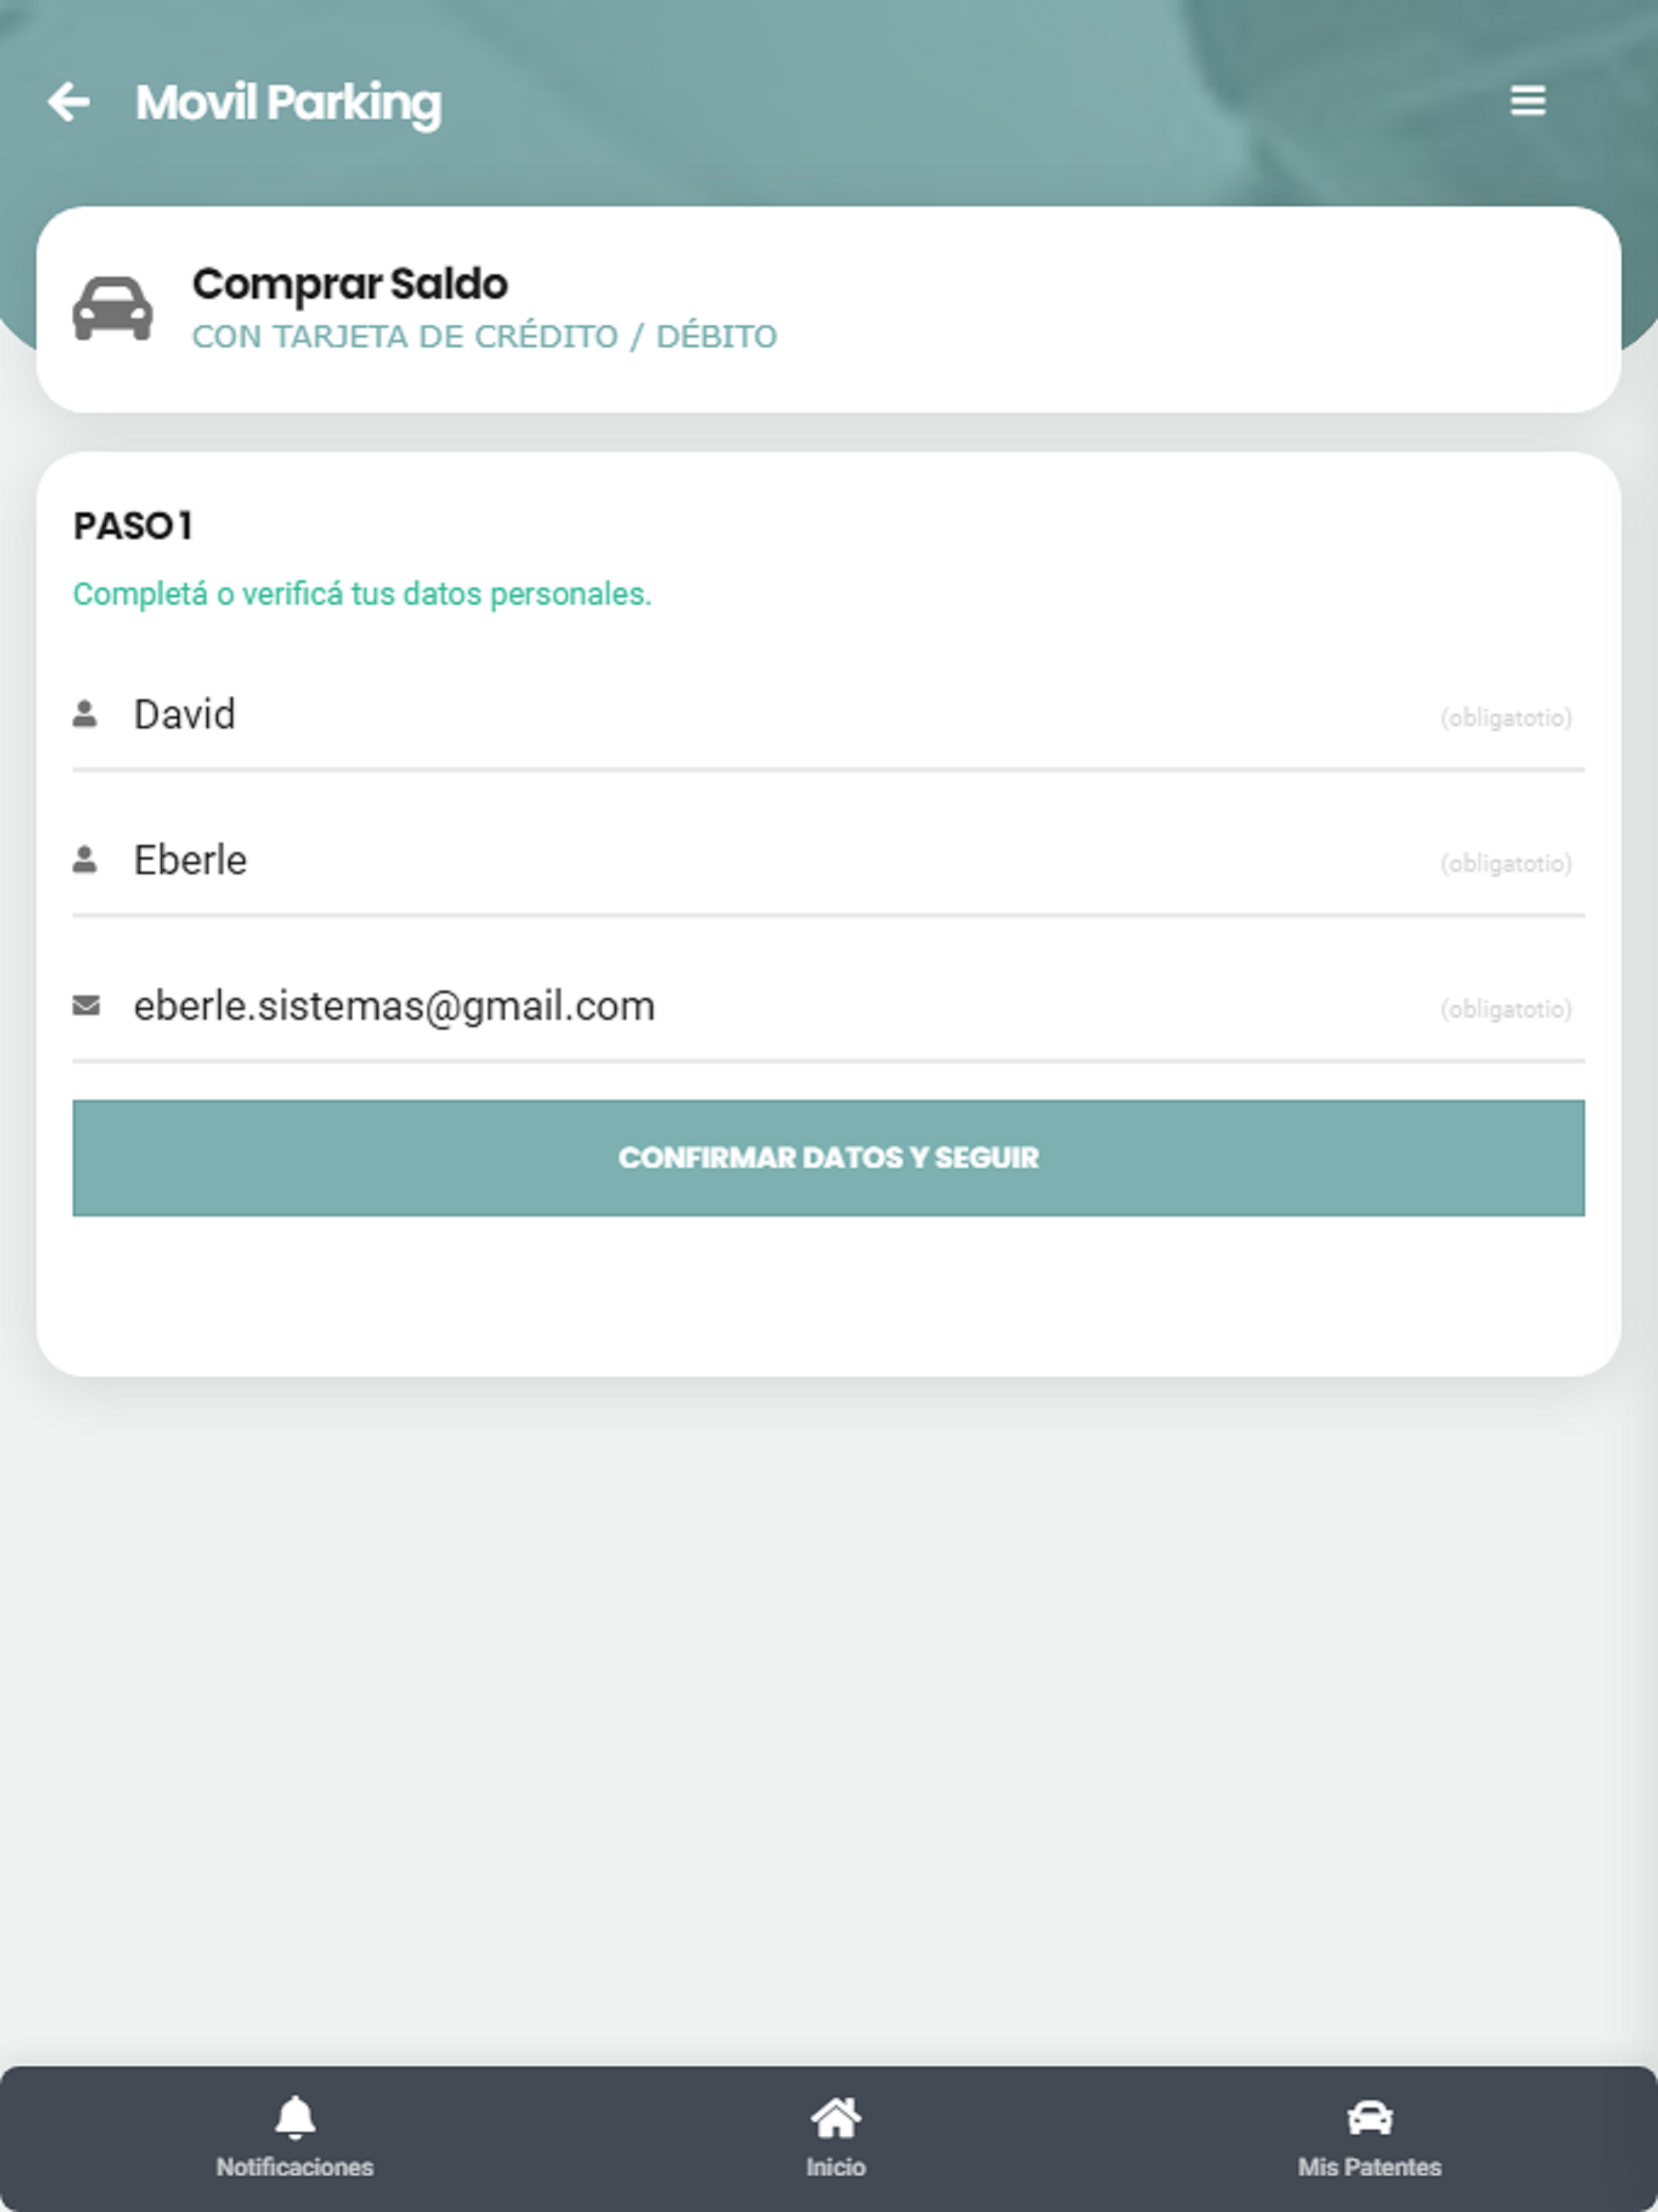 Movil Parking
Comprar Saldo
CON TARJETA DE CRÉDITO / DÉBITO
PASO 1
Completá o verificá tus datos personales.
David (obligatotio)
Eberle (obligatotio)
eberle.sistemas@gmail.com (obligatotio)
CONFIRMAR DATOS Y SEGUIR
Notificaciones Inicio Mis Patentes